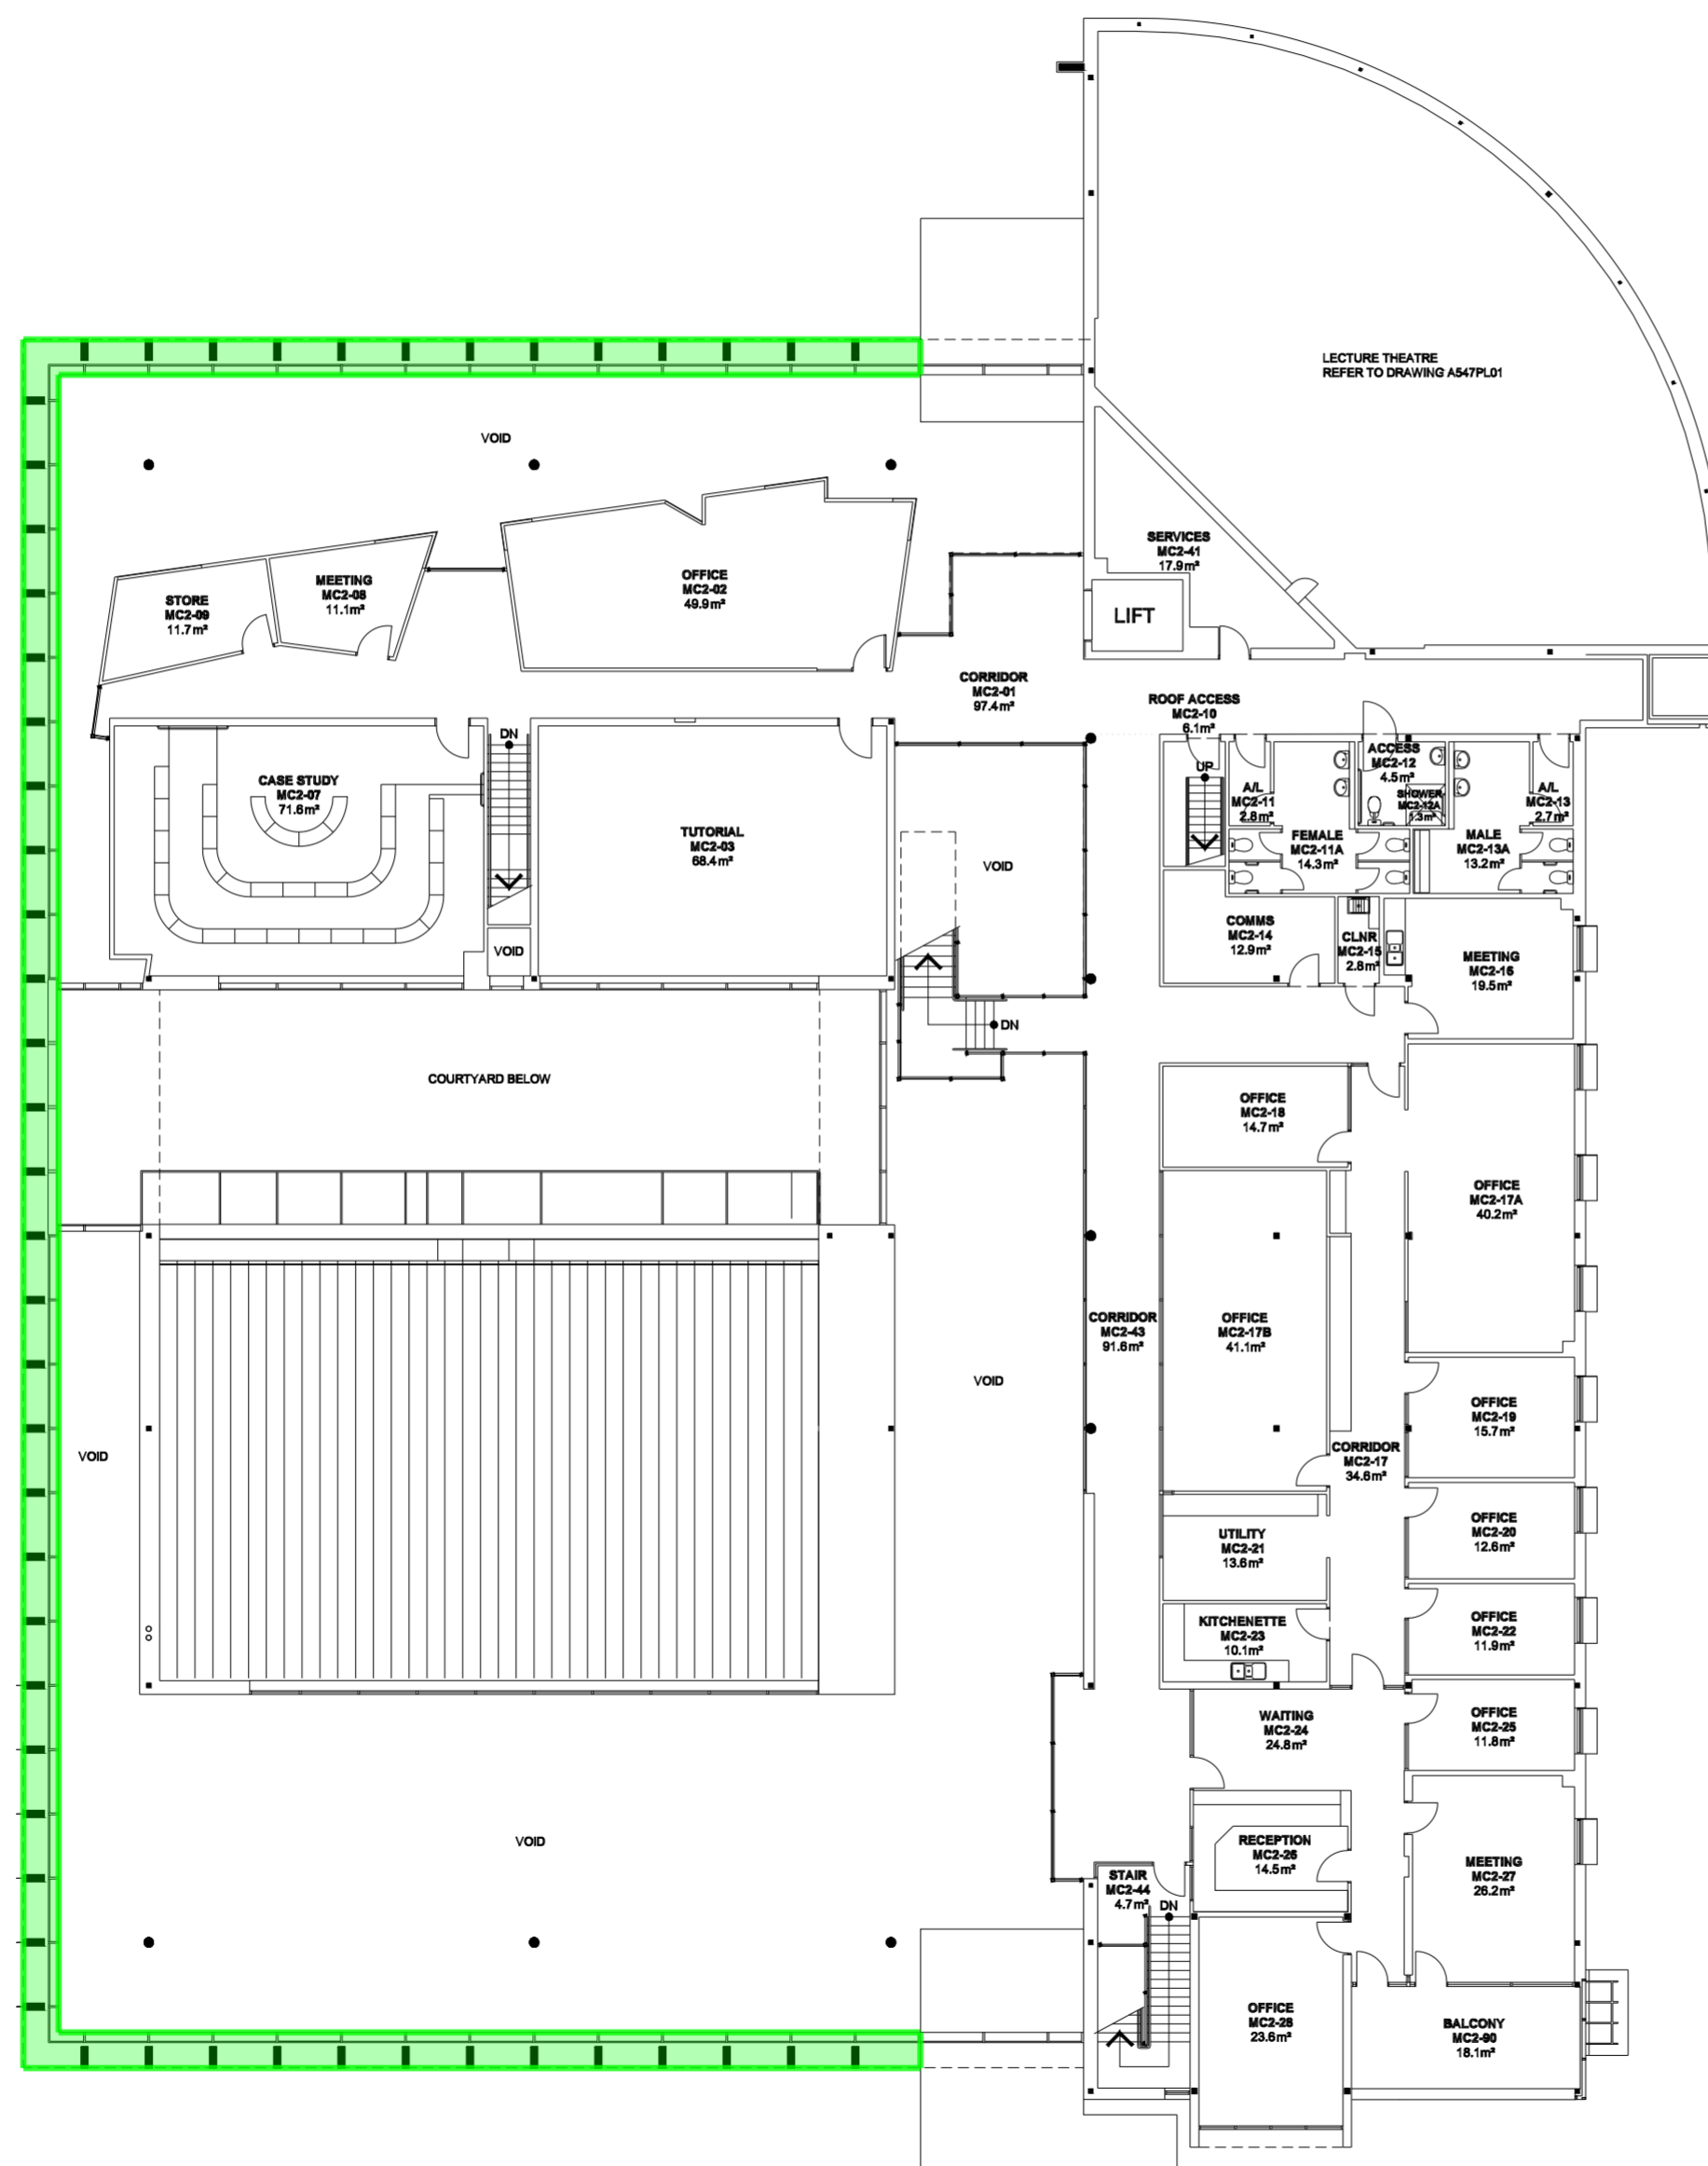 LECTURE THEATRE
REFER TO DRAWING A547PL01
VOID
SERVICES
MC2-41
17.9m²
OFFICE
MC2-02
49.9m²
MEETING
MC2-08
11.1m²
STORE
MC2-09
11.7m²
LIFT
CORRIDOR
MC2-01
97.4m²
ROOF ACCESS
MC2-10
6.1m²
DN
UP
ACCESS
MC2-12
4.5m²
SHOWER
MC2-12A
1.3m²
A/L
MC2-11
2.8m²
A/L
MC2-13
2.7m²
CASE STUDY
MC2-07
71.6m²
TUTORIAL
MC2-03
68.4m²
VOID
FEMALE
MC2-11A
14.3m²
MALE
MC2-13A
13.2m²
VOID
COMMS
MC2-14
12.9m²
CLNR
MC2-15
2.8m²
MEETING
MC2-16
19.5m²
DN
COURTYARD BELOW
OFFICE
MC2-18
14.7m²
OFFICE
MC2-17A
40.2m²
CORRIDOR
MC2-43
91.6m²
OFFICE
MC2-17B
41.1m²
VOID
OFFICE
MC2-19
15.7m²
VOID
CORRIDOR
MC2-17
34.6m²
OFFICE
MC2-20
12.6m²
UTILITY
MC2-21
13.6m²
OFFICE
MC2-22
11.9m²
KITCHENETTE
MC2-23
10.1m²
WAITING
MC2-24
24.8m²
OFFICE
MC2-25
11.8m²
VOID
RECEPTION
MC2-26
14.5m²
MEETING
MC2-27
26.2m²
STAIR
MC2-44
4.7m²
DN
OFFICE
MC2-28
23.6m²
BALCONY
MC2-90
18.1m²